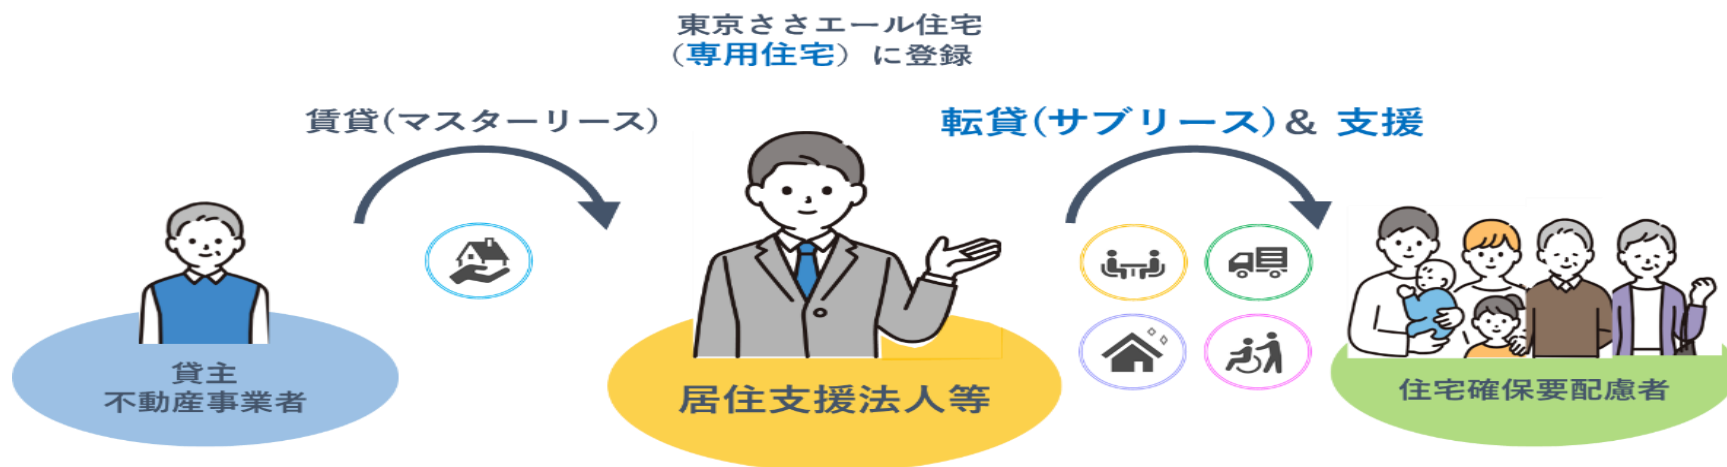 東京ささエール住宅
(専用住宅) に登録
賃貸(マスターリース)
転貸(サブリース)& 支援
貸主
不動産事業者
居住支援法人等
住宅確保要配慮者